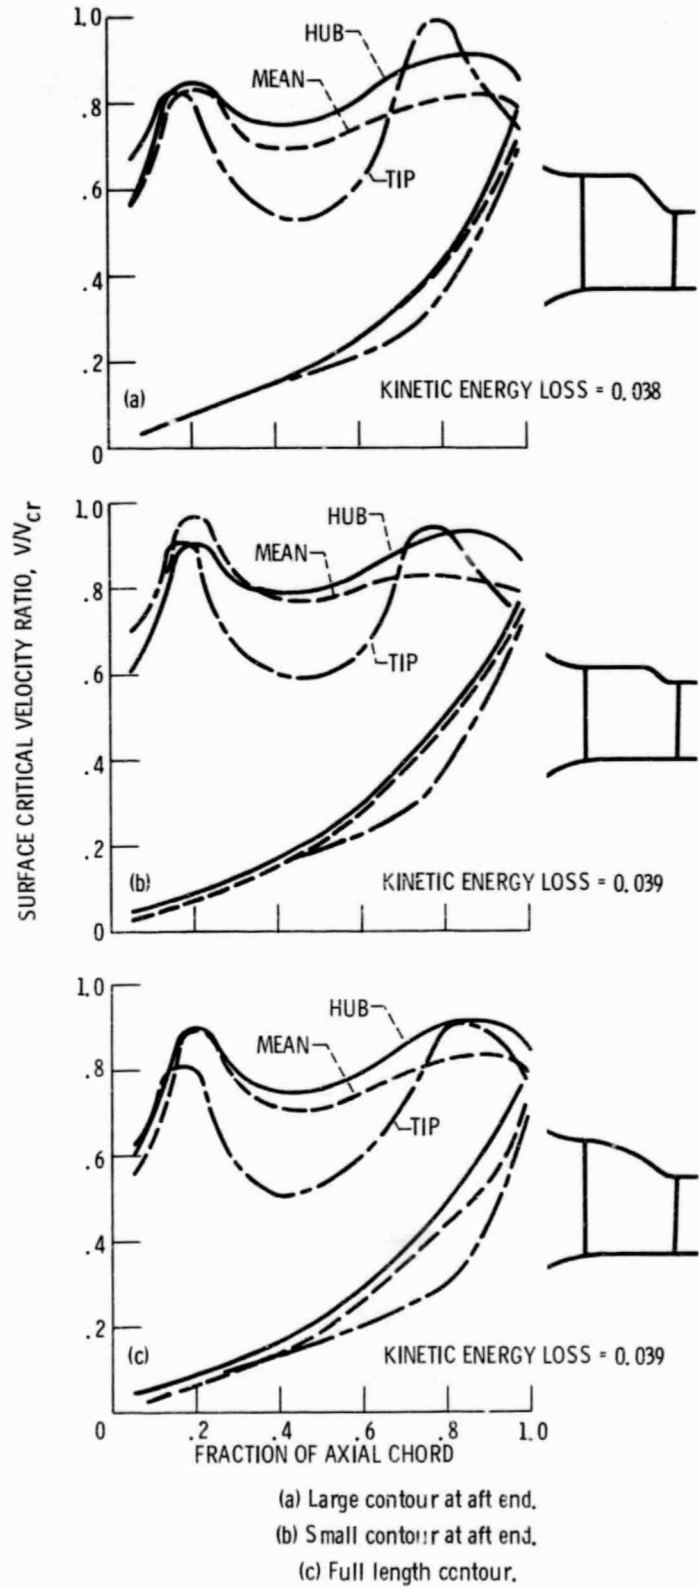 1.0
HUB
MEAN
.8
TIP
.6
.4
.2
(a)
KINETIC ENERGY LOSS = 0.038
0
SURFACE CRITICAL VELOCITY RATIO, V/Vcr
1.0
HUB
MEAN
.8
TIP
.6
.4
.2
(b)
KINETIC ENERGY LOSS = 0.039
0
1.0
HUB
MEAN
.8
TIP
.6
.4
.2
(c)
KINETIC ENERGY LOSS = 0.039
0 .2 .4 .6 .8 1.0
FRACTION OF AXIAL CHORD
(a) Large contour at aft end.
(b) Small contour at aft end.
(c) Full length contour.